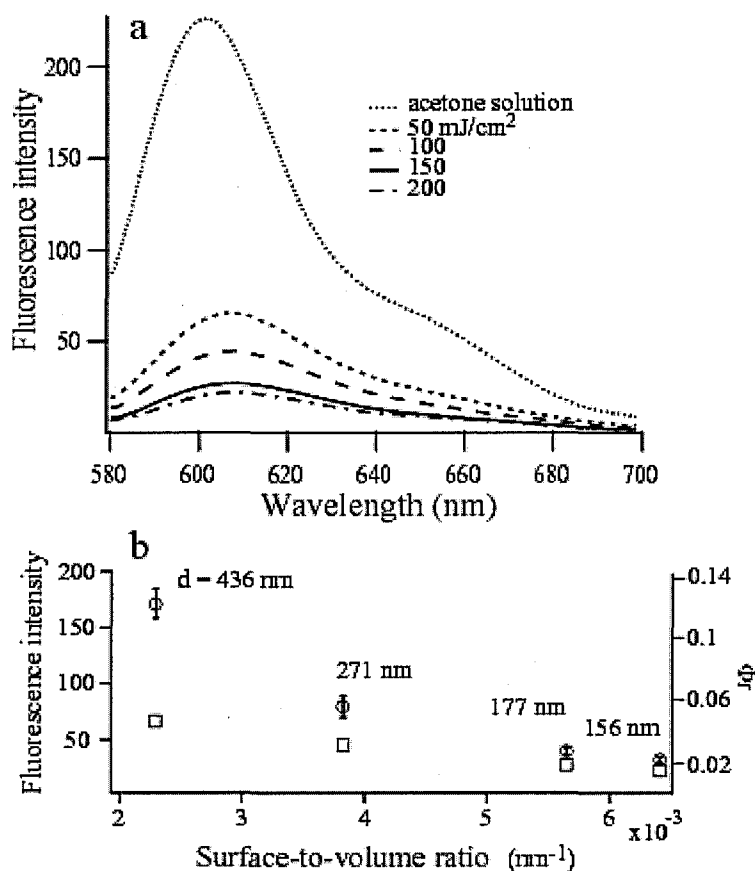 a
200
150
100
50
Fluorescence intensity
acetone solution
50 mJ/cm²
100
150
200
580 600 620 640 660 680 700
Wavelength (nm)
b
200
150
100
50
Fluorescence intensity
d = 436 nm
271 nm
177 nm
156 nm
0.14
0.1
0.06
0.02
ϕf
2 3 4 5 6
x10⁻³
Surface-to-volume ratio (nm⁻¹)